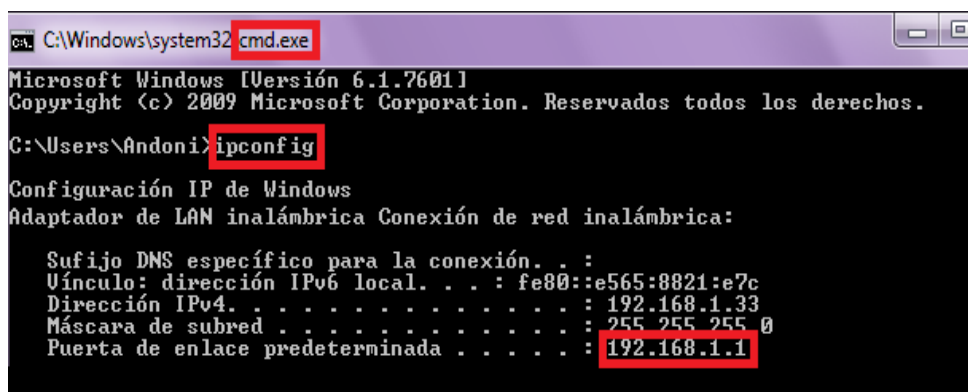 C:\Windows\system32\cmd.exe
Microsoft Windows [Versión 6.1.7601]
Copyright (c) 2009 Microsoft Corporation. Reservados todos los derechos.
C:\Users\Andoni>ipconfig
Configuración IP de Windows
Adaptador de LAN inalámbrica Conexión de red inalámbrica:
Sufijo DNS específico para la conexión. . :
Vínculo: dirección IPv6 local. . . : fe80::e565:8821:e7c
Dirección IPv4. . . . . . . . . . . . . . : 192.168.1.33
Máscara de subred . . . . . . . . . . . . : 255.255.255.0
Puerta de enlace predeterminada . . . . . : 192.168.1.1